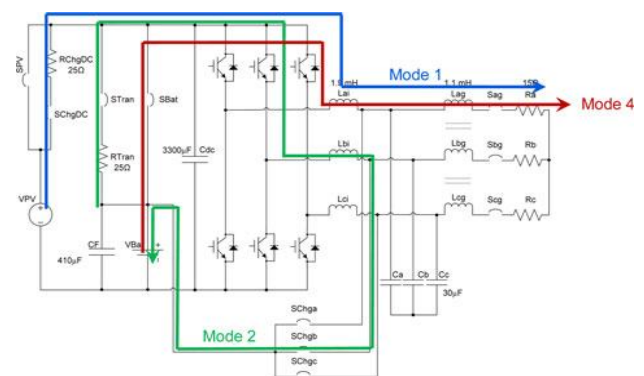 SPV
RChgDC
25Ω
SChgDC
STran
SBat
RTran
25Ω
3300µF
Cdc
VPV
CF
410µF
VBa
Mode 1
Mode 4
Mode 2
1.9 mH
Lai
1.1 mH
Lag
Sag
Ra
Lbi
Lbg
Sbg
Rb
Lci
Lcg
Scg
Rc
Ca
Cb
Cc
30µF
SChga
SChgb
SChgc